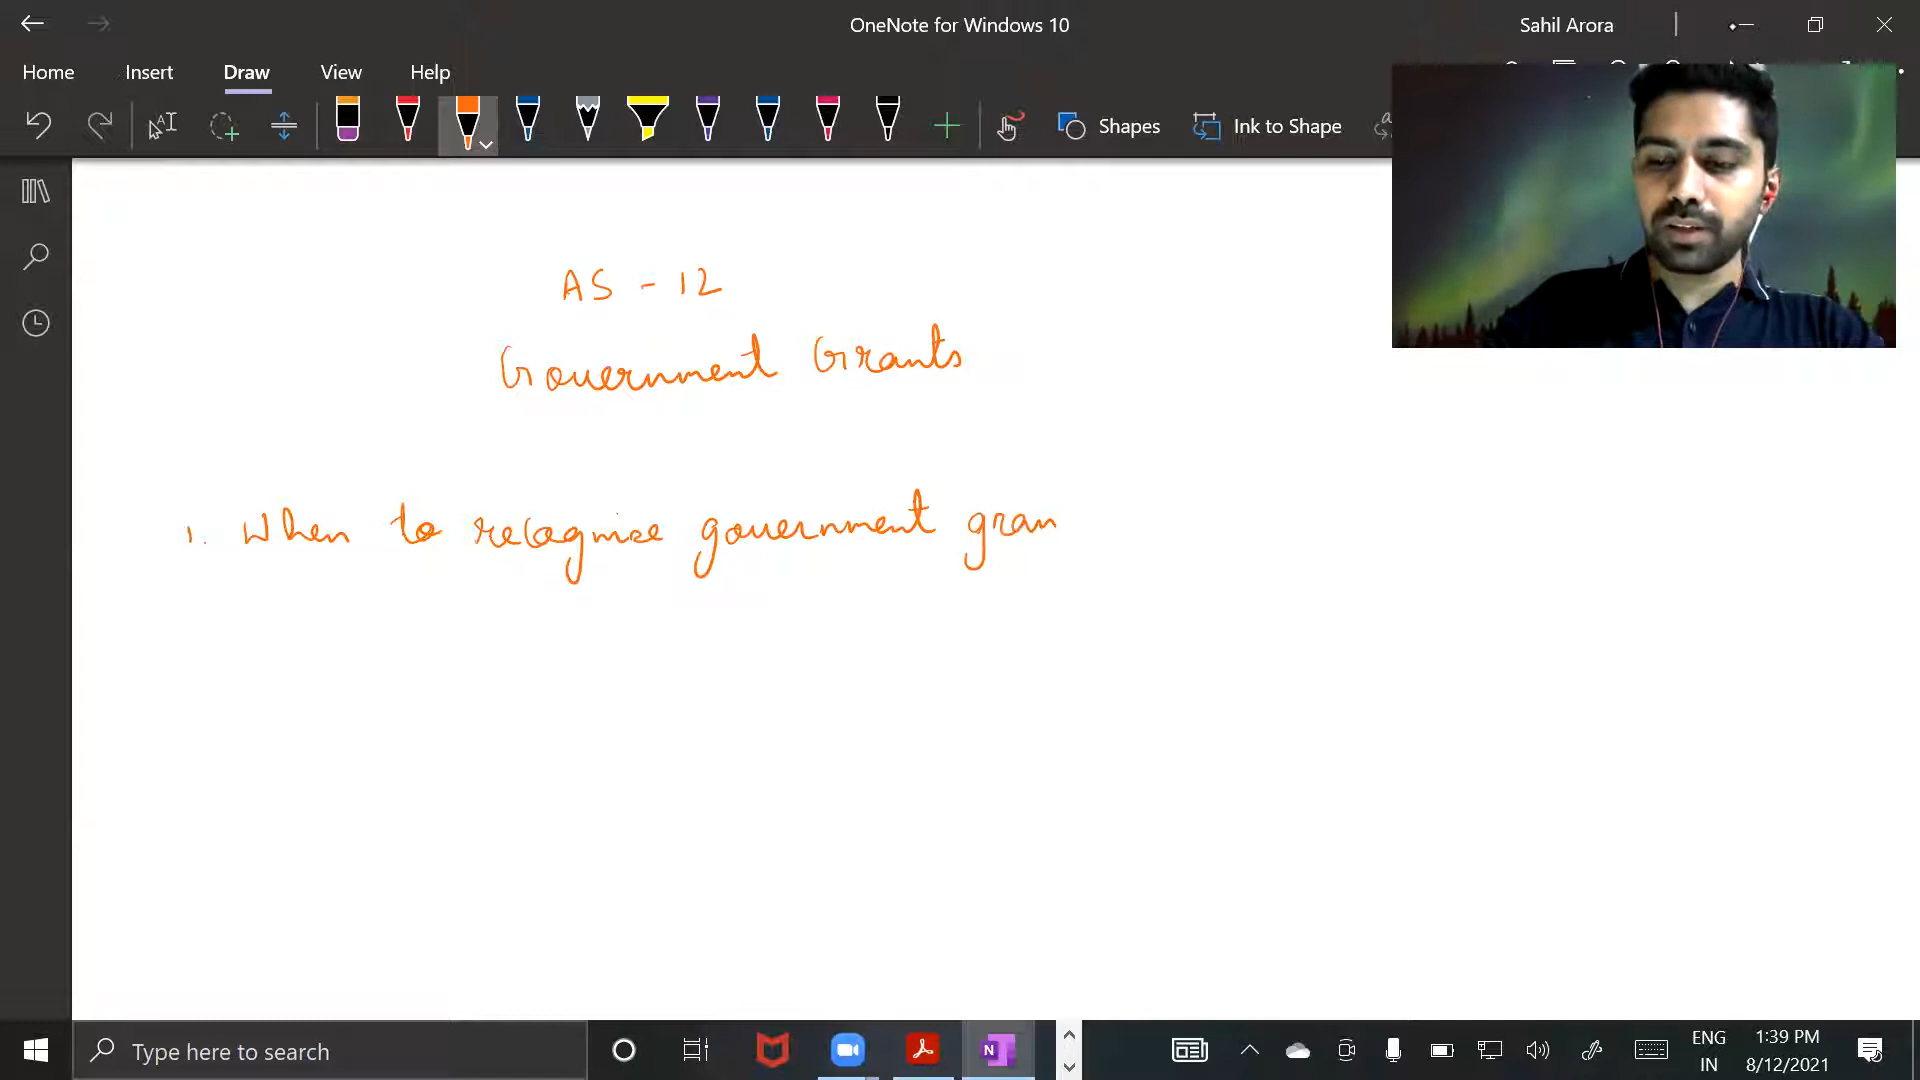 OneNote for Windows 10
Sahil Arora
Home Insert Draw View Help
Shapes Ink to Shape
AS - 12
Government Grants
1. When to recognise government gran
Type here to search
N
ENG
IN
1:39 PM
8/12/2021